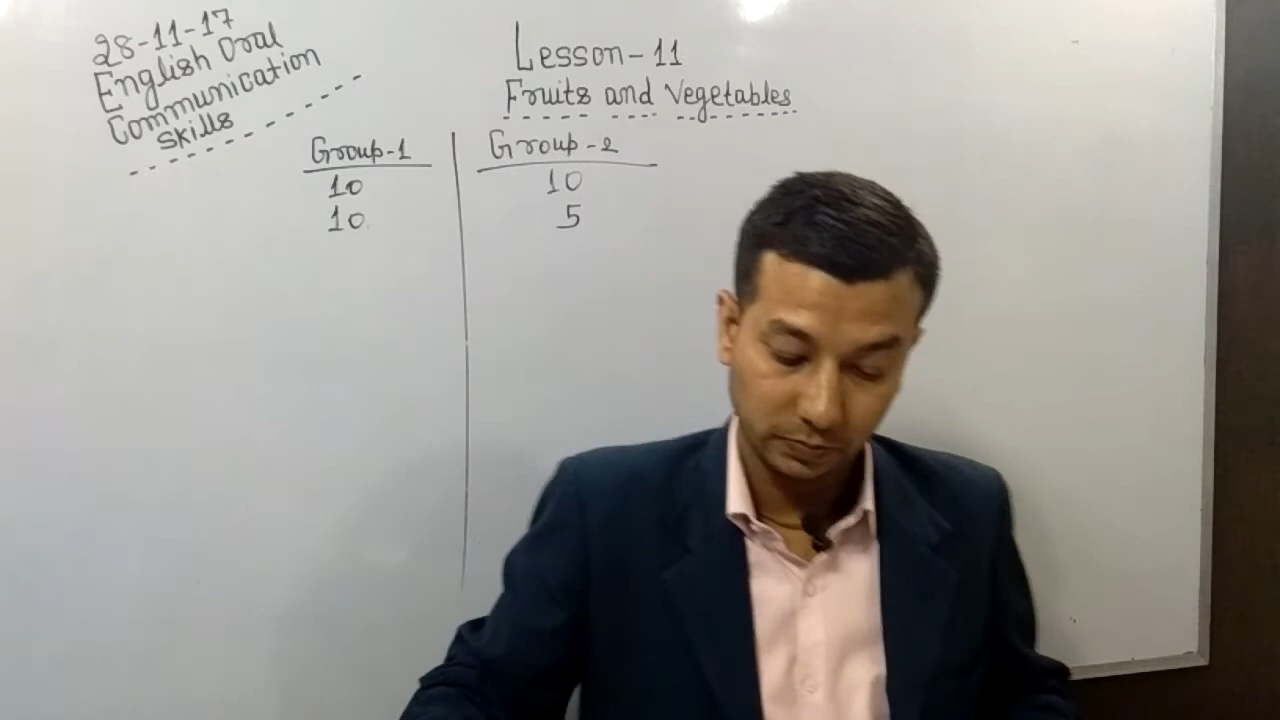 28-11-17
English Oral
Communication
Skills
Lesson-11
Fruits and Vegetables
Group-1
Group-2
10
10
10
5